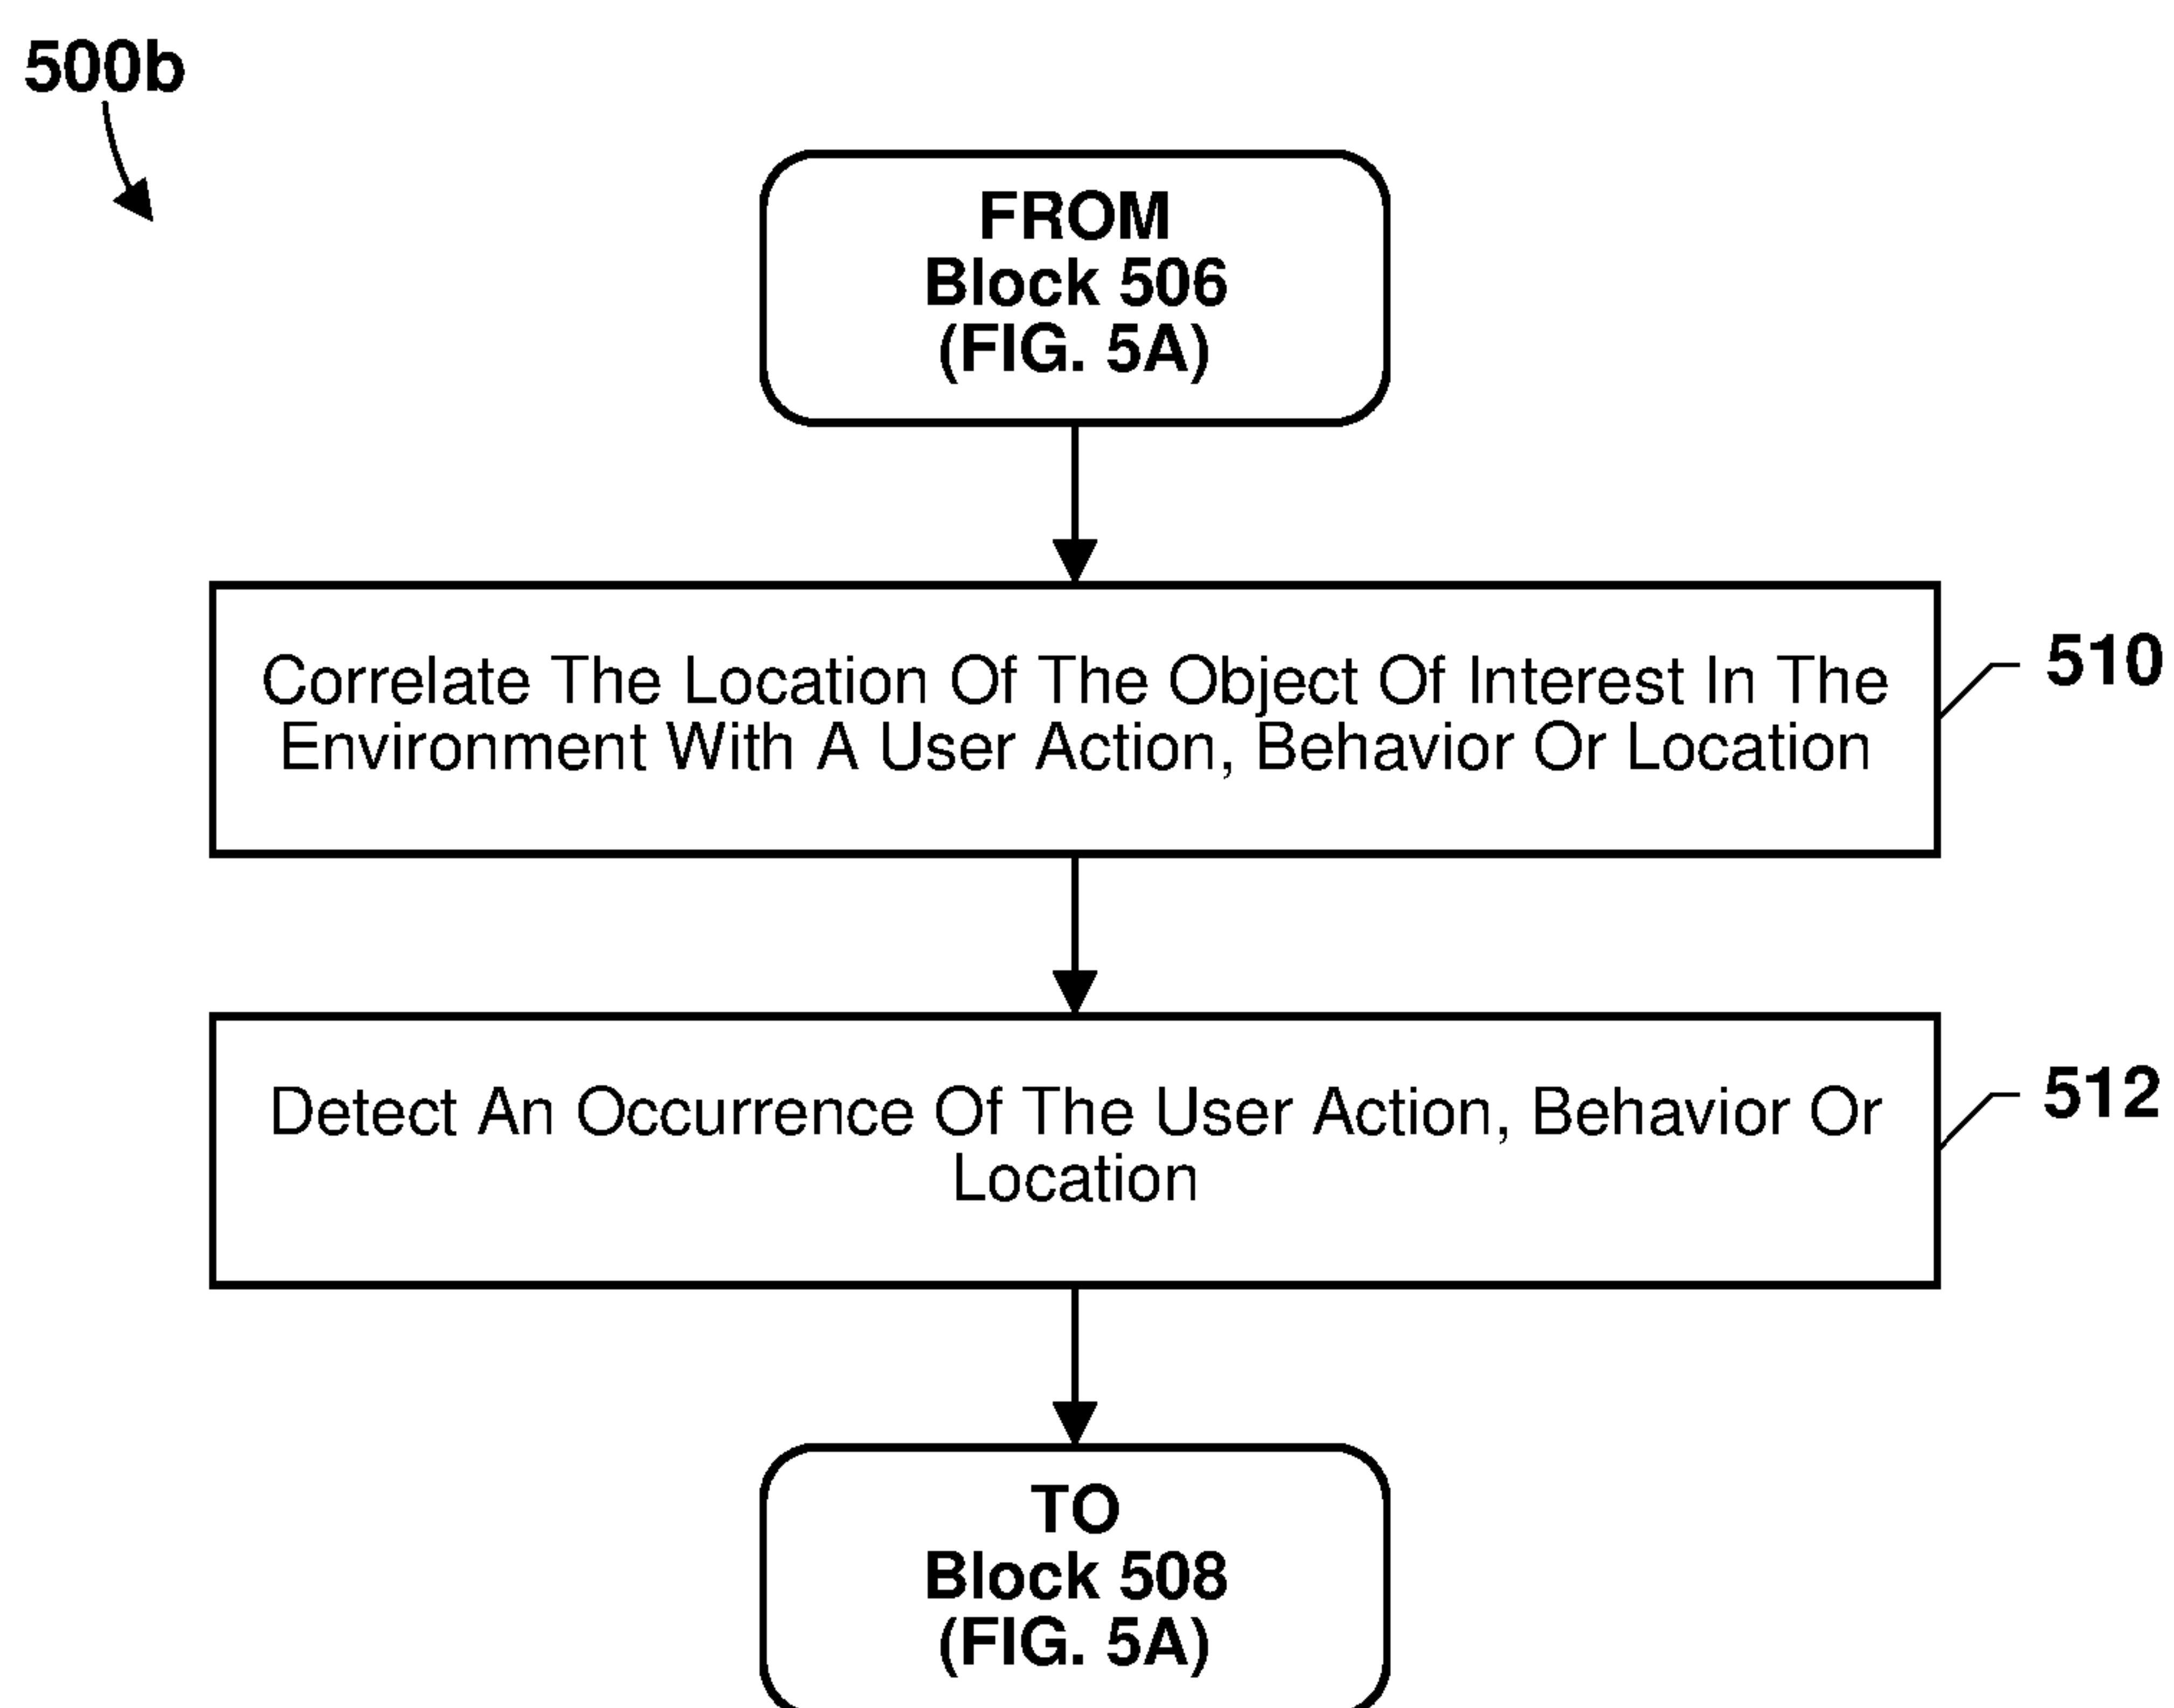 500b
FROM
Block 506
(FIG. 5A)
Correlate The Location Of The Object Of Interest In The
Environment With A User Action, Behavior Or Location
510
Detect An Occurrence Of The User Action, Behavior Or
Location
512
TO
Block 508
(FIG. 5A)